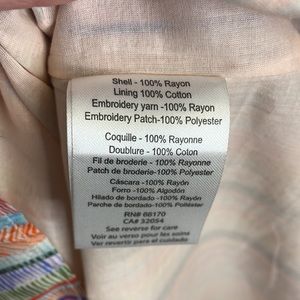 Shell - 100% Rayon
Lining 100% Cotton
Embroidery yarn -100% Rayon
Embroidery Patch-100% Polyester
Coquille - 100% Rayonne
Doublure - 100% Coton
Fil de broderie - 100% Rayonne
Patch de broderie-100% Polyester
Cáscara -100% Rayón
Forro -100% Algodón
Hilado de bordado -100% Rayón
Parche de bordado-100% Poliéster
RN# 66170
CA# 32054
See reverse for care
Voir au verso pour les soins
Ver revertir para el cuidado